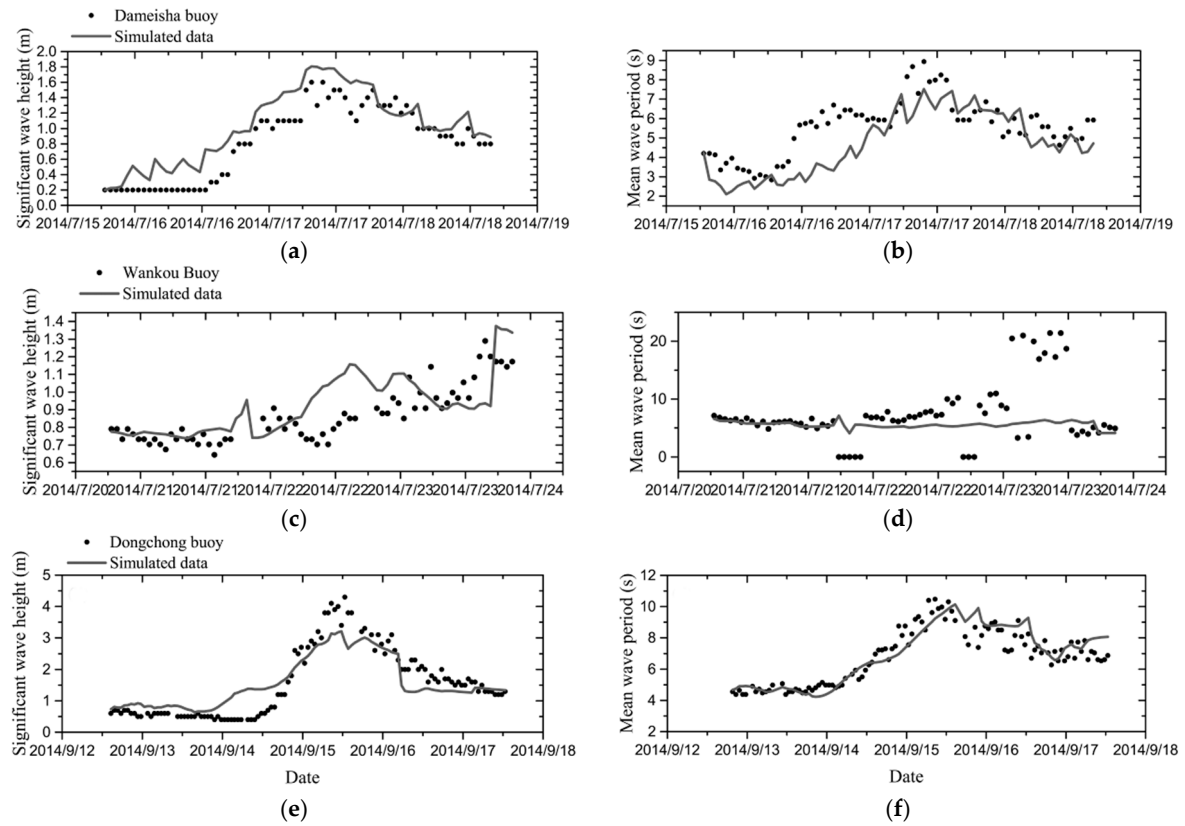 Dameisha buoy
Simulated data
Significant wave height (m)
2.0
1.8
1.6
1.4
1.2
1.0
0.8
0.6
0.4
0.2
0.0
2014/7/15 2014/7/16 2014/7/16 2014/7/17 2014/7/17 2014/7/18 2014/7/18 2014/7/19
(a)
Mean wave period (s)
9
8
7
6
5
4
3
2
2014/7/15 2014/7/16 2014/7/16 2014/7/17 2014/7/17 2014/7/18 2014/7/18 2014/7/19
(b)
Wankou Buoy
Simulated data
Significant wave height (m)
1.4
1.3
1.2
1.0
0.9
0.8
0.7
0.6
2014/7/20 2014/7/21 2014/7/21 2014/7/22 2014/7/22 2014/7/23 2014/7/23 2014/7/24
(c)
Mean wave period (s)
20
10
0
2014/7/20 2014/7/21 2014/7/21 2014/7/22 2014/7/22 2014/7/23 2014/7/23 2014/7/24
(d)
Dongchong buoy
Simulated data
Significant wave height (m)
5
4
3
2
1
0
2014/9/12 2014/9/13 2014/9/14 2014/9/15 2014/9/16 2014/9/17 2014/9/18
Date
(e)
Mean wave period (s)
12
10
8
6
4
2
2014/9/12 2014/9/13 2014/9/14 2014/9/15 2014/9/16 2014/9/17 2014/9/18
Date
(f)